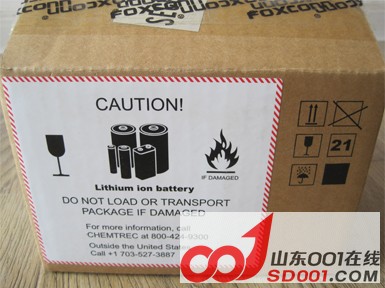 FOXCONN
SEC
CAUTION!
IF DAMAGED
Lithium ion battery
DO NOT LOAD OR TRANSPORT
PACKAGE IF DAMAGED
For more information, call
CHEMTREC at 800-424-9300
Outside the United States
Call +1 703-527-3887
21
山东001在线
SD001.COM